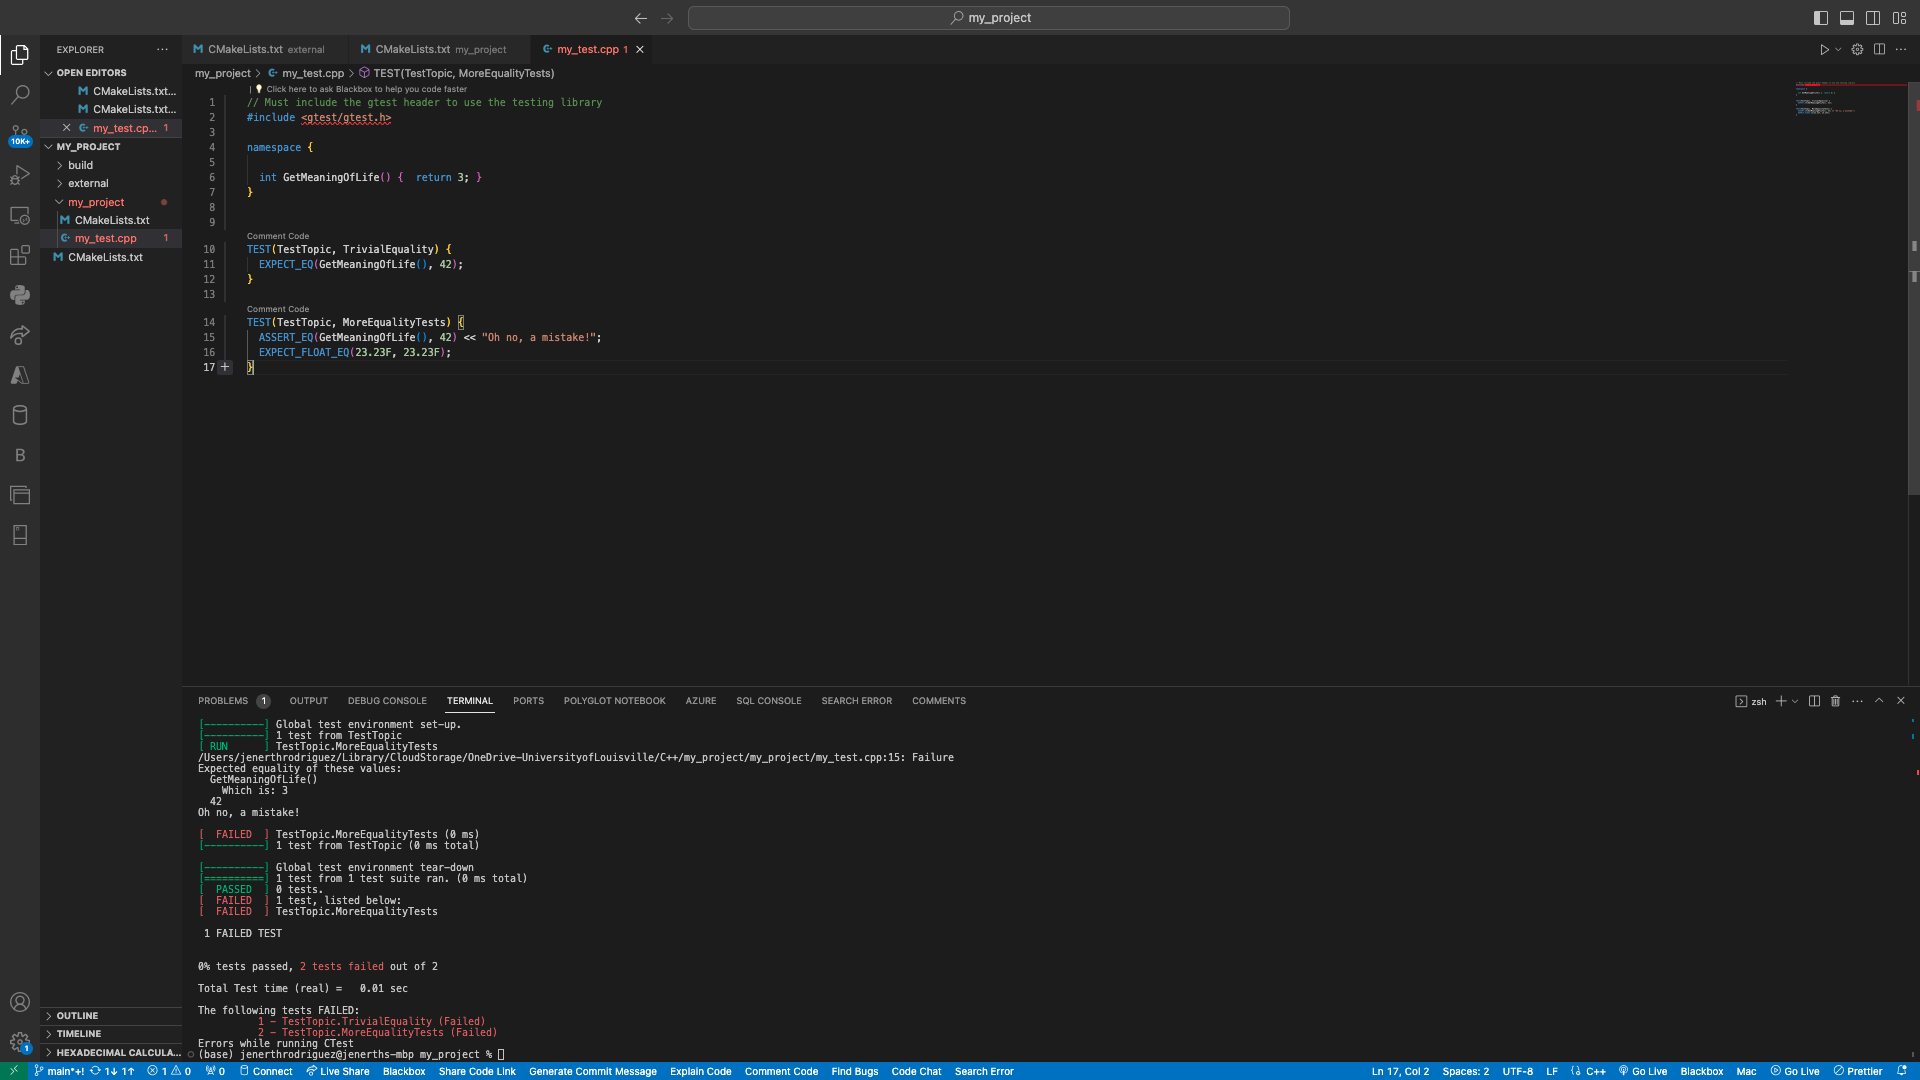 my_project
EXPLORER
OPEN EDITORS
CMakeLists.txt...
CMakeLists.txt...
my_test.cp... 1
MY_PROJECT
build
external
my_project
CMakeLists.txt
my_test.cpp 1
CMakeLists.txt
10K+
B
OUTLINE
TIMELINE
HEXADECIMAL CALCULA...
1
CMakeLists.txt external
CMakeLists.txt my_project
my_test.cpp 1
my_project > my_test.cpp > TEST(TestTopic, MoreEqualityTests)
| Click here to ask Blackbox to help you code faster
1 // Must include the gtest header to use the testing library
2 #include <gtest/gtest.h>
3
4 namespace {
5
6 int GetMeaningOfLife() { return 3; }
7 }
8
9
Comment Code
10 TEST(TestTopic, TrivialEquality) {
11 EXPECT_EQ(GetMeaningOfLife(), 42);
12 }
13
Comment Code
14 TEST(TestTopic, MoreEqualityTests) {
15 ASSERT_EQ(GetMeaningOfLife(), 42) << "Oh no, a mistake!";
16 EXPECT_FLOAT_EQ(23.23F, 23.23F);
17 }
PROBLEMS 1 OUTPUT DEBUG CONSOLE TERMINAL PORTS POLYGLOT NOTEBOOK AZURE SQL CONSOLE SEARCH ERROR COMMENTS
zsh
[----------] Global test environment set-up.
[----------] 1 test from TestTopic
[ RUN      ] TestTopic.MoreEqualityTests
/Users/jenerthrodriguez/Library/CloudStorage/OneDrive-UniversityofLouisville/C++/my_project/my_project/my_test.cpp:15: Failure
Expected equality of these values:
GetMeaningOfLife()
Which is: 3
42
Oh no, a mistake!
[  FAILED  ] TestTopic.MoreEqualityTests (0 ms)
[----------] 1 test from TestTopic (0 ms total)
[----------] Global test environment tear-down
[==========] 1 test from 1 test suite ran. (0 ms total)
[  PASSED  ] 0 tests.
[  FAILED  ] 1 test, listed below:
[  FAILED  ] TestTopic.MoreEqualityTests
1 FAILED TEST
0% tests passed, 2 tests failed out of 2
Total Test time (real) =   0.01 sec
The following tests FAILED:
1 - TestTopic.TrivialEquality (Failed)
2 - TestTopic.MoreEqualityTests (Failed)
Errors while running CTest
(base) jenerthrodriguez@jenerths-mbp my_project %
main*+! 1↓ 1↑ 1 0 0 Connect Live Share Blackbox Share Code Link Generate Commit Message Explain Code Comment Code Find Bugs Code Chat Search Error Ln 17, Col 2 Spaces: 2 UTF-8 LF {} C++ Go Live Blackbox Mac Go Live Prettier